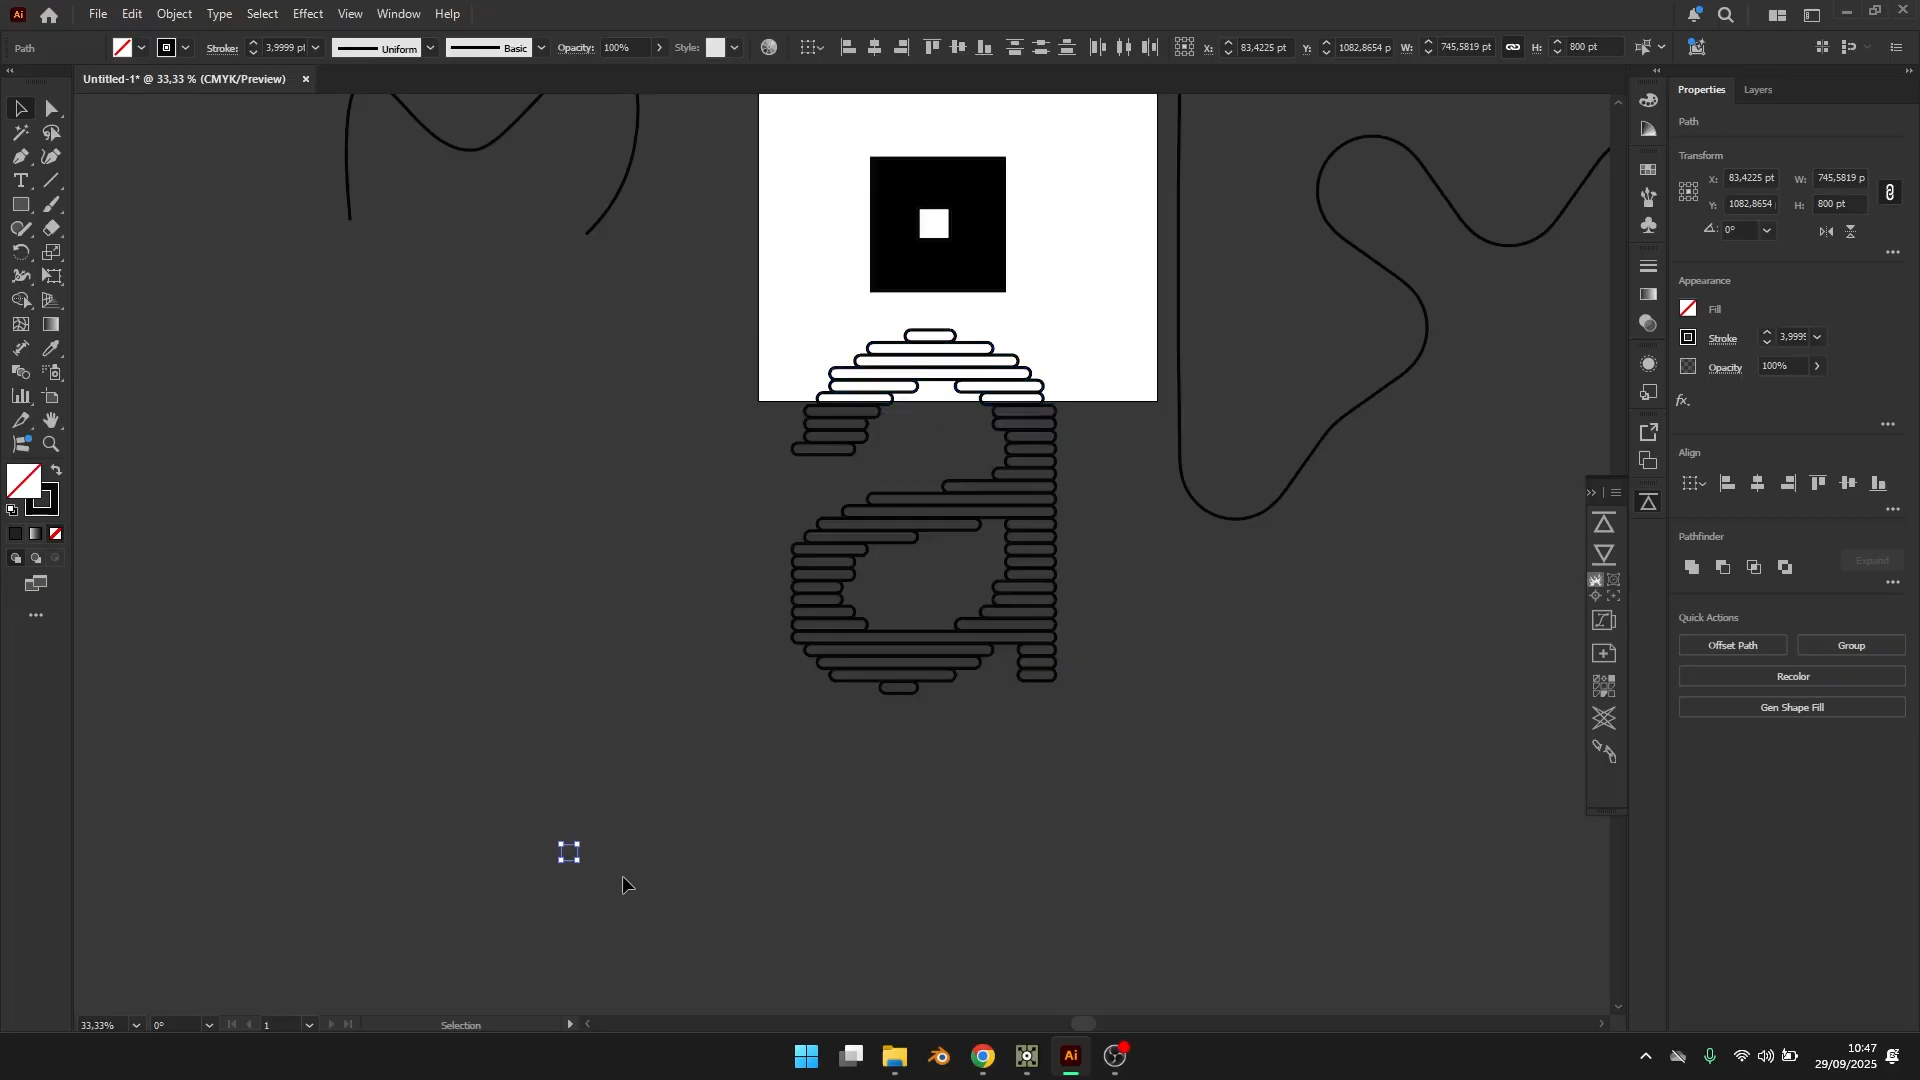 Ai File Edit Object Type Select Effect View Window Help
Path Stroke: 3,9999 pt Uniform Basic Opacity: 100% Style: X: 83,4225 pt Y: 1082,8654 p W: 745,5819 pt H: 800 pt
Untitled-1* @ 33,33 % (CMYK/Preview) ×
Properties Layers
Path
Transform
X: 83,4225 pt W: 745,5819 p
Y: 1082,8654 H: 800 pt
0°
Appearance
Fill
Stroke 3,9999
Opacity 100%
fx.
Align
Pathfinder
Expand
Quick Actions
Offset Path Group
Recolor
Gen Shape Fill
a
33,33% 0° 1 Selection
Ai
10:47
29/09/2025